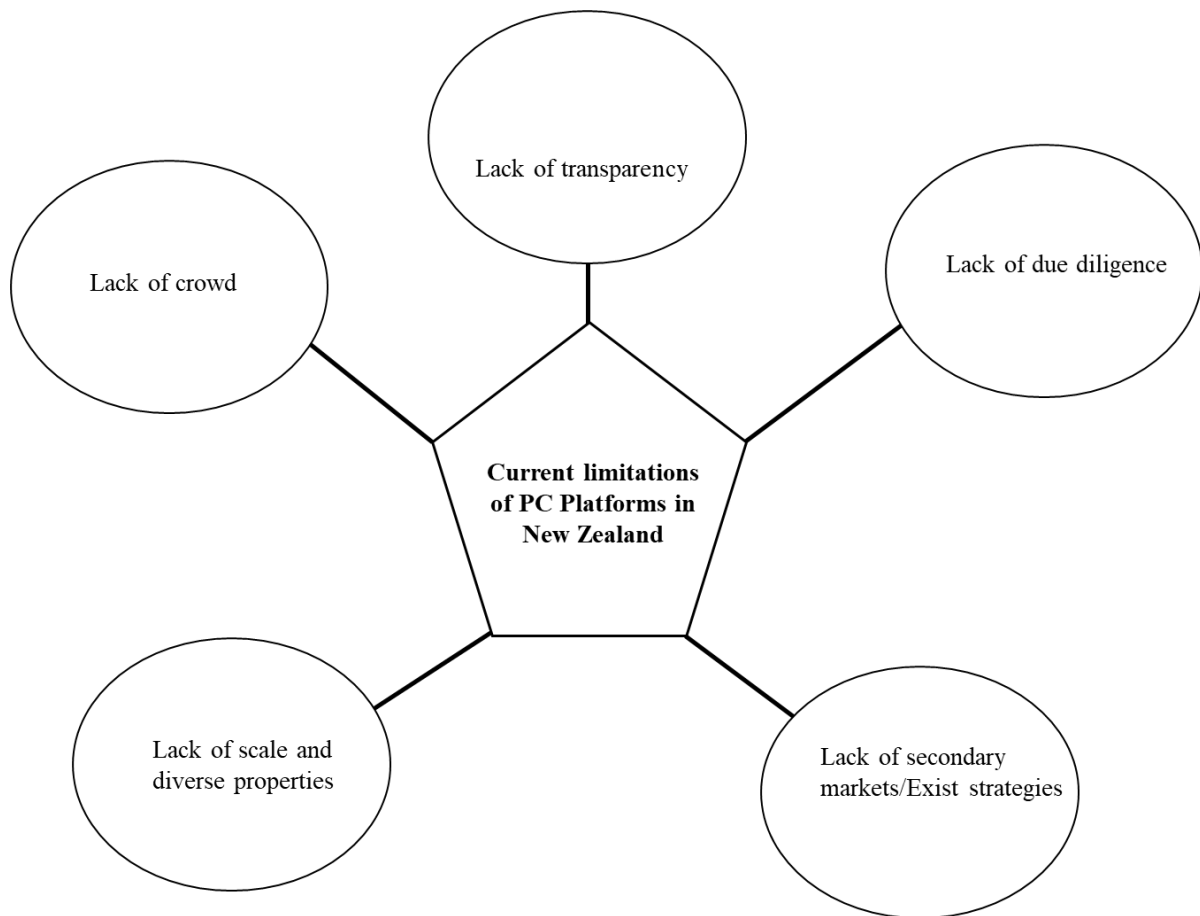 Lack of transparency
Lack of crowd
Lack of due diligence
Current limitations
of PC Platforms in
New Zealand
Lack of scale and
diverse properties
Lack of secondary
markets/Exist strategies